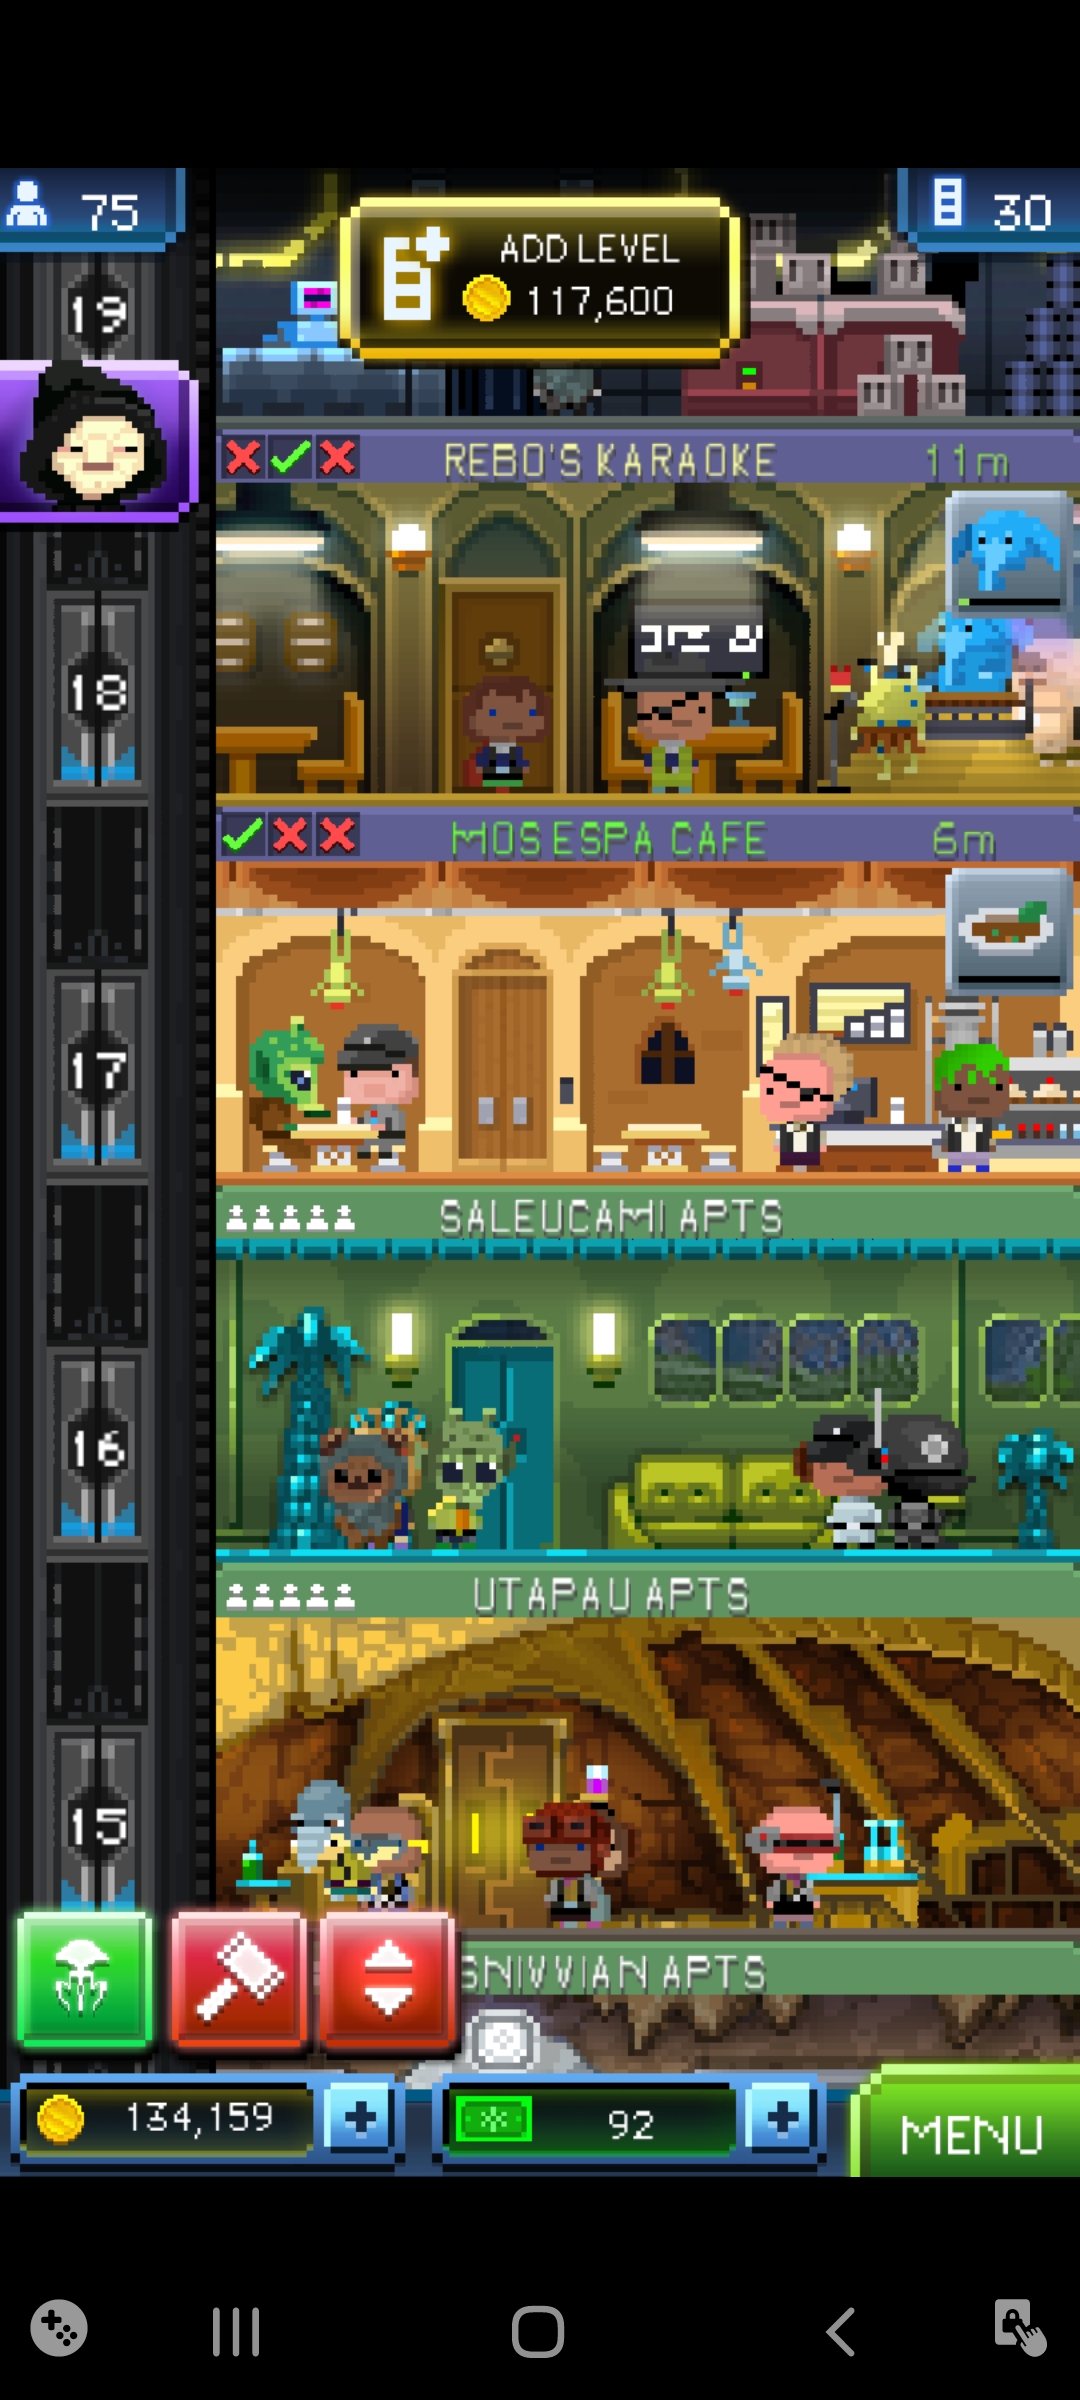 75
ADD LEVEL
117,600
30
19
REBO'S KARAOKE 11m
18
MOS ESPA CAFE 6m
17
SALEUCAMI APTS
16
UTAPAU APTS
15
SNIVVIAN APTS
134,159
92
MENU